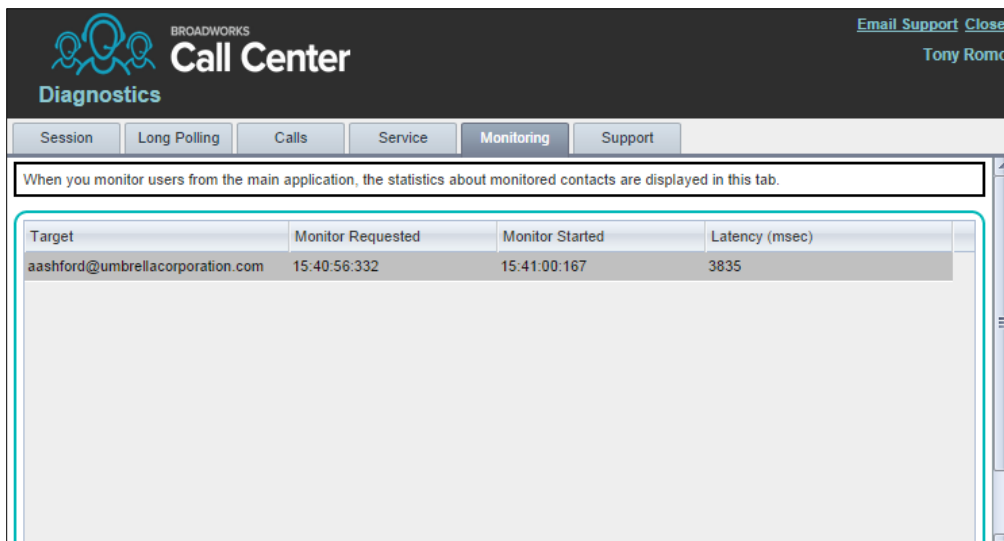 BROADWORKS
Call Center
Diagnostics
Email Support Close
Tony Romo
Session Long Polling Calls Service Monitoring Support
When you monitor users from the main application, the statistics about monitored contacts are displayed in this tab.
Target Monitor Requested Monitor Started Latency (msec)
aashford@umbrellacorporation.com 15:40:56:332 15:41:00:167 3835